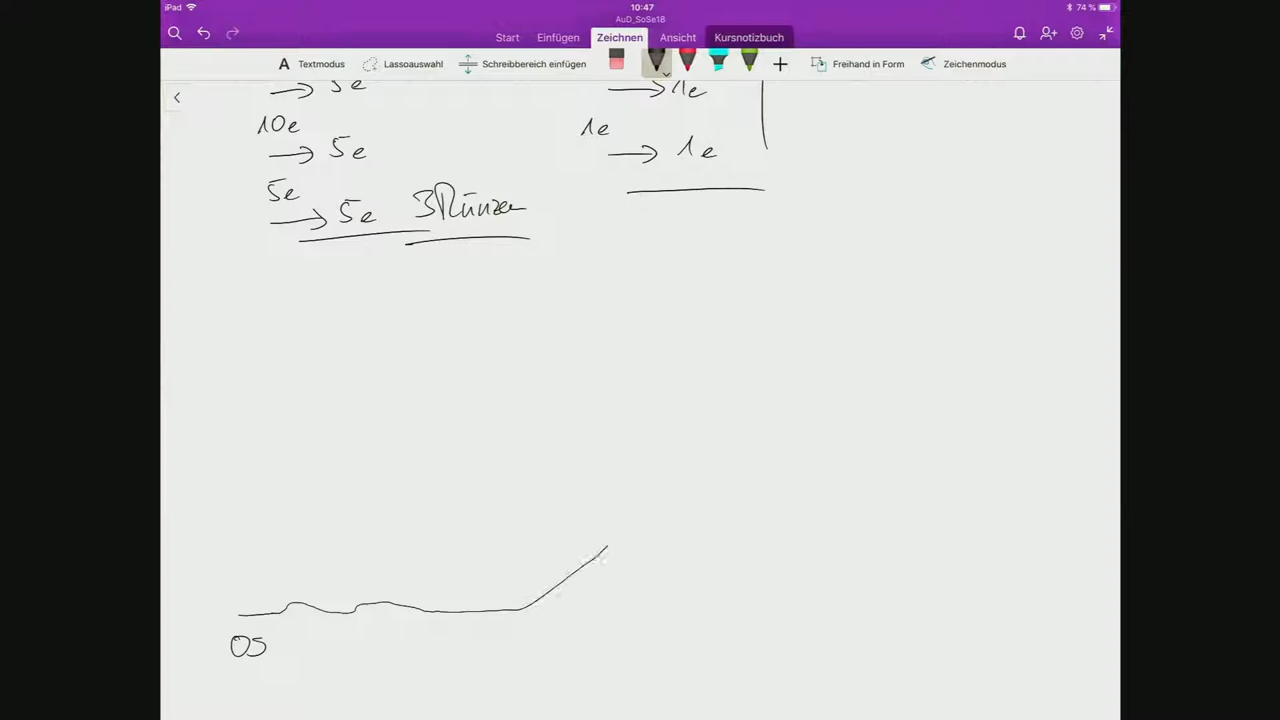 iPad 10:47 74 %
AuD_SoSe18
Start Einfügen Zeichnen Ansicht Kursnotizbuch
A Textmodus Lassoauswahl Schreibbereich einfügen Freihand in Form Zeichenmodus
→ 5e → 1e
10e 1e
→ 5e → 1e
5e
→ 5e 3 Münzen
OS